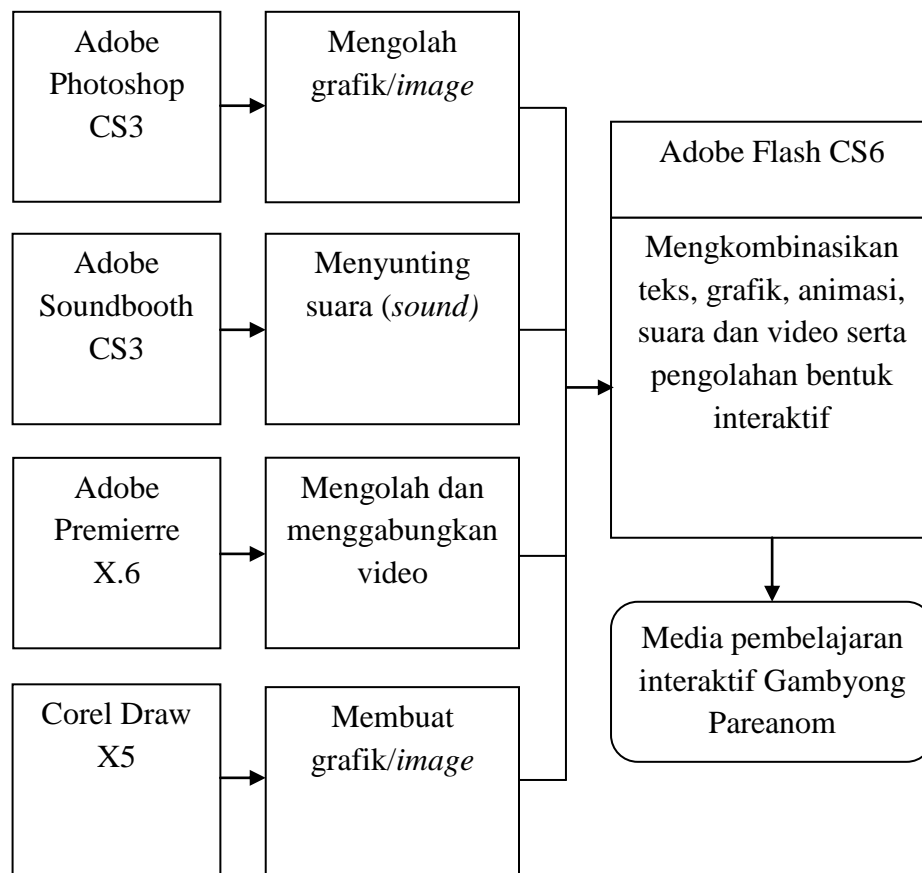 Adobe
Photoshop
CS3
Mengolah
grafik/image
Adobe
Soundbooth
CS3
Menyunting
suara (sound)
Adobe
Premierre
X.6
Mengolah dan
menggabungkan
video
Corel Draw
X5
Membuat
grafik/image
Adobe Flash CS6
Mengkombinasikan
teks, grafik, animasi,
suara dan video serta
pengolahan bentuk
interaktif
Media pembelajaran
interaktif Gambyong
Pareanom